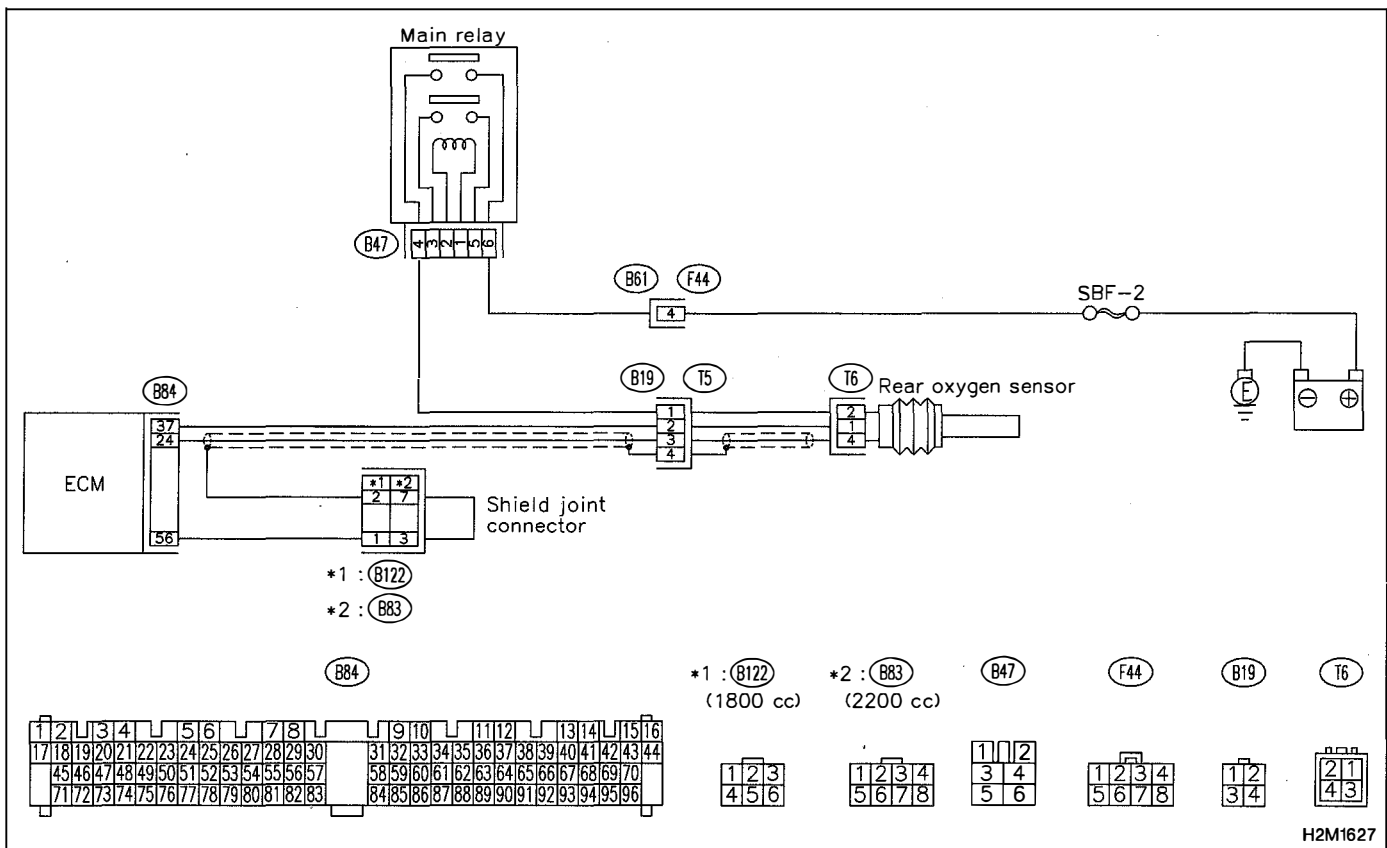 Main relay
B47
4 3 2 1 5 6
B61 F44
4
SBF-2
E
⊖ ⊕
B84
B19 T5
T6
Rear oxygen sensor
37
24
1
2
3
4
2
1
4
ECM
*1 *2
2 7
Shield joint
connector
56
1 3
*1 : B122
*2 : B83
B84
1 2 3 4 5 6 7 8 9 10 11 12 13 14 15 16
17 18 19 20 21 22 23 24 25 26 27 28 29 30 31 32 33 34 35 36 37 38 39 40 41 42 43 44
45 46 47 48 49 50 51 52 53 54 55 56 57 58 59 60 61 62 63 64 65 66 67 68 69 70
71 72 73 74 75 76 77 78 79 80 81 82 83 84 85 86 87 88 89 90 91 92 93 94 95 96
*1 : B122
(1800 cc)
1 2 3
4 5 6
*2 : B83
(2200 cc)
1 2 3 4
5 6 7 8
B47
1 2
3 4
5 6
F44
1 2 3 4
5 6 7 8
B19
1 2
3 4
T6
2 1
4 3
H2M1627